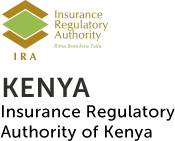 Insurance
Regulatory
Authority
Bima Bora kwa Taifa
IRA
KENYA
Insurance Regulatory
Authority of Kenya